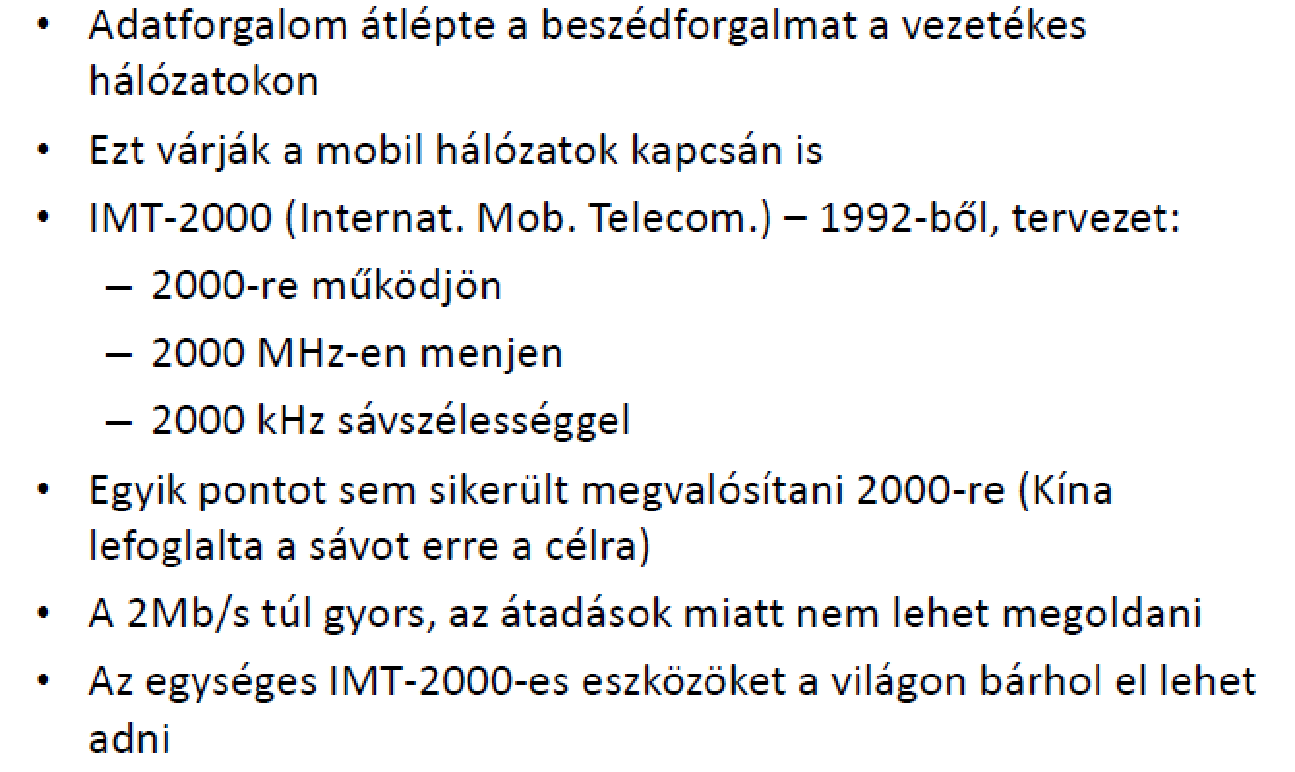 • Adatforgalom átlépte a beszédforgalmat a vezetékes
hálózatokon
• Ezt várják a mobil hálózatok kapcsán is
• IMT-2000 (Internat. Mob. Telecom.) – 1992-ből, tervezet:
– 2000-re működjön
– 2000 MHz-en menjen
– 2000 kHz sávszélességgel
• Egyik pontot sem sikerült megvalósítani 2000-re (Kína
lefoglalta a sávot erre a célra)
• A 2Mb/s túl gyors, az átadások miatt nem lehet megoldani
• Az egységes IMT-2000-es eszközöket a világon bárhol el lehet
adni